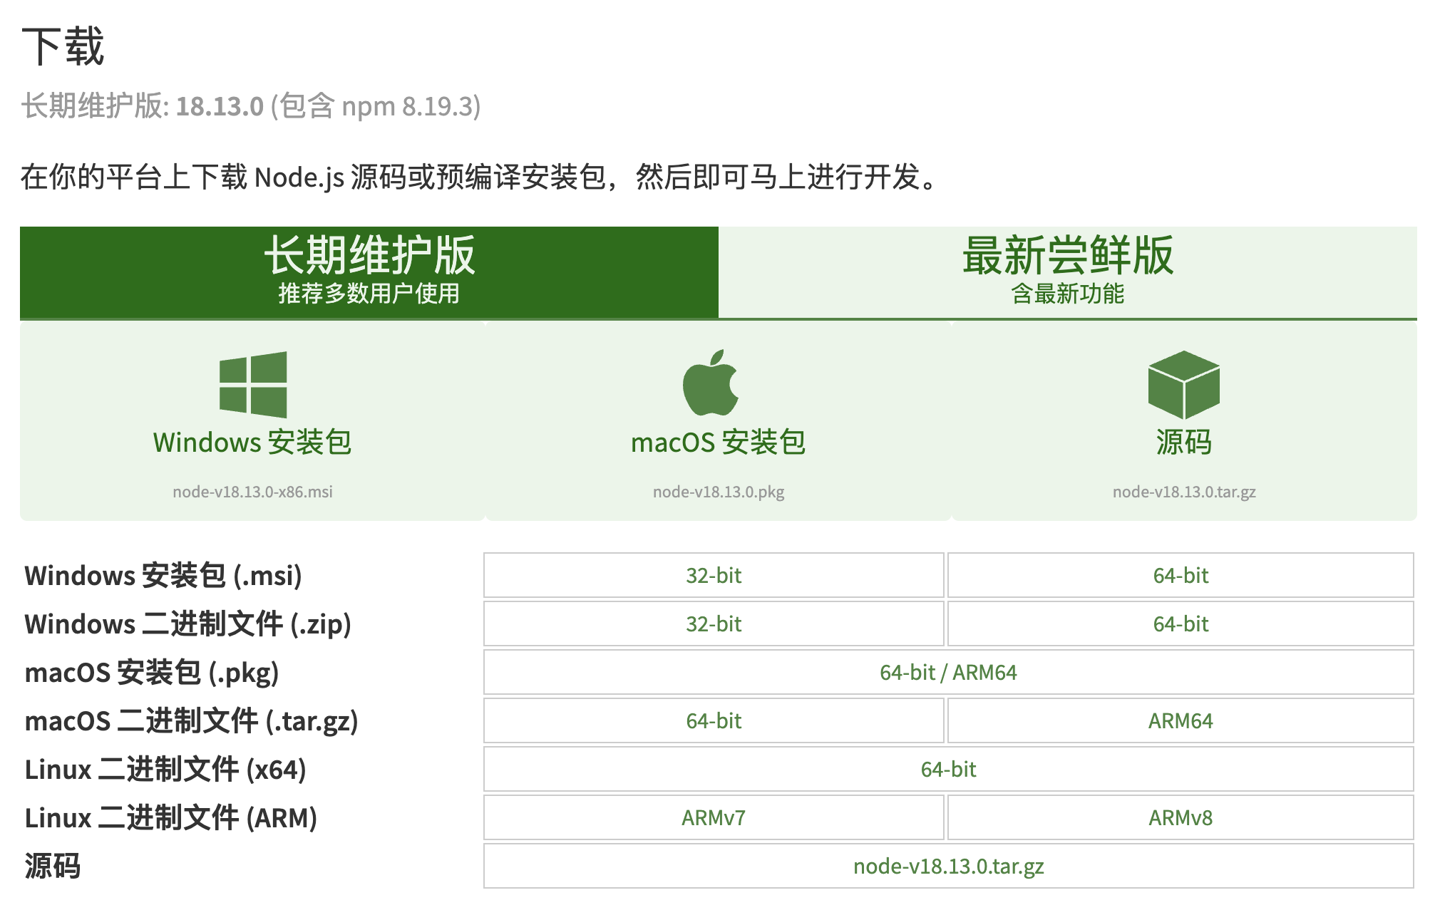 下载
长期维护版: 18.13.0 (包含 npm 8.19.3)
在你的平台上下载 Node.js 源码或预编译安装包，然后即可马上进行开发。
长期维护版
推荐多数用户使用
最新尝鲜版
含最新功能
Windows 安装包
node-v18.13.0-x86.msi
macOS 安装包
node-v18.13.0.pkg
源码
node-v18.13.0.tar.gz
Windows 安装包 (.msi) 32-bit 64-bit
Windows 二进制文件 (.zip) 32-bit 64-bit
macOS 安装包 (.pkg) 64-bit / ARM64
macOS 二进制文件 (.tar.gz) 64-bit ARM64
Linux 二进制文件 (x64) 64-bit
Linux 二进制文件 (ARM) ARMv7 ARMv8
源码 node-v18.13.0.tar.gz